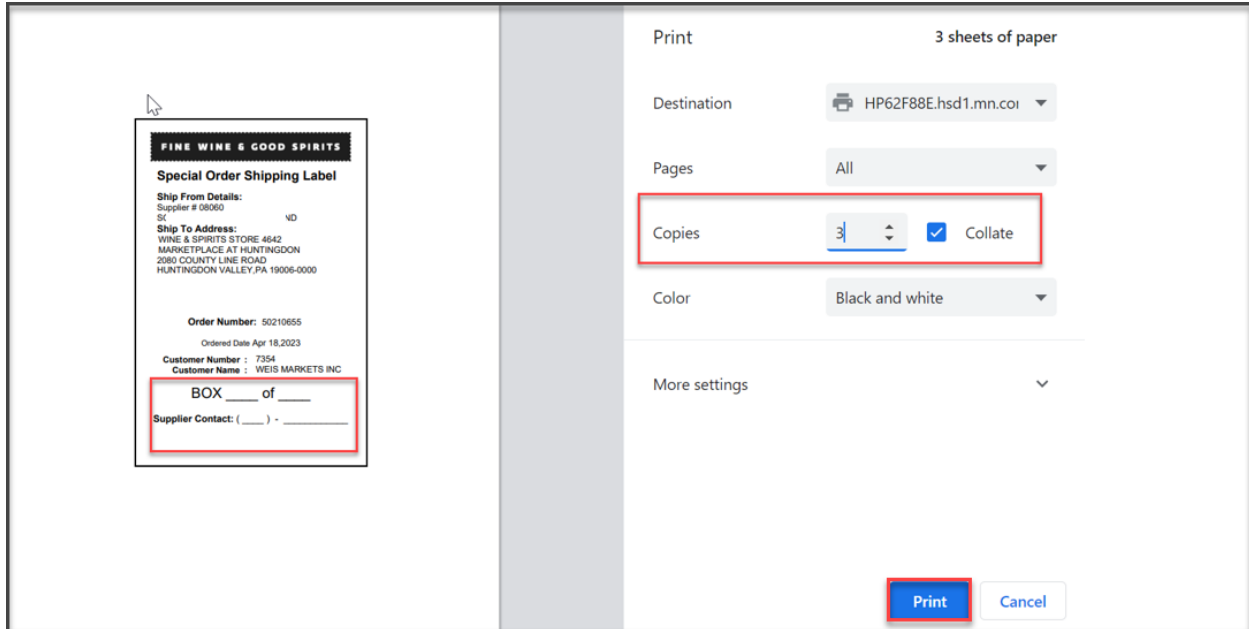 FINE WINE & GOOD SPIRITS
Special Order Shipping Label
Ship From Details:
Supplier # 08060
ND
Ship To Address:
WINE & SPIRITS STORE 4642
MARKETPLACE AT HUNTINGDON
2080 COUNTY LINE ROAD
HUNTINGDON VALLEY,PA 19006-0000
Order Number: 50210655
Ordered Date Apr 18,2023
Customer Number : 7354
Customer Name : WEIS MARKETS INC
BOX ____ of ____
Supplier Contact: ( ____ ) - ____________
Print 3 sheets of paper
Destination HP62F88E.hsd1.mn.co
Pages All
Copies 3 Collate
Color Black and white
More settings
Print Cancel